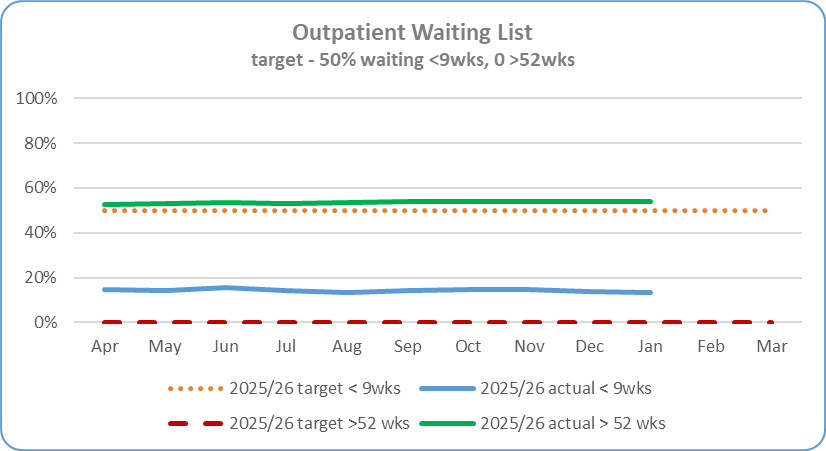 Outpatient Waiting List
target - 50% waiting <9wks, 0 >52wks
100%
80%
60%
40%
20%
0%
Apr May Jun Jul Aug Sep Oct Nov Dec Jan Feb Mar
2025/26 target < 9wks 2025/26 actual < 9wks
2025/26 target >52 wks 2025/26 actual > 52 wks